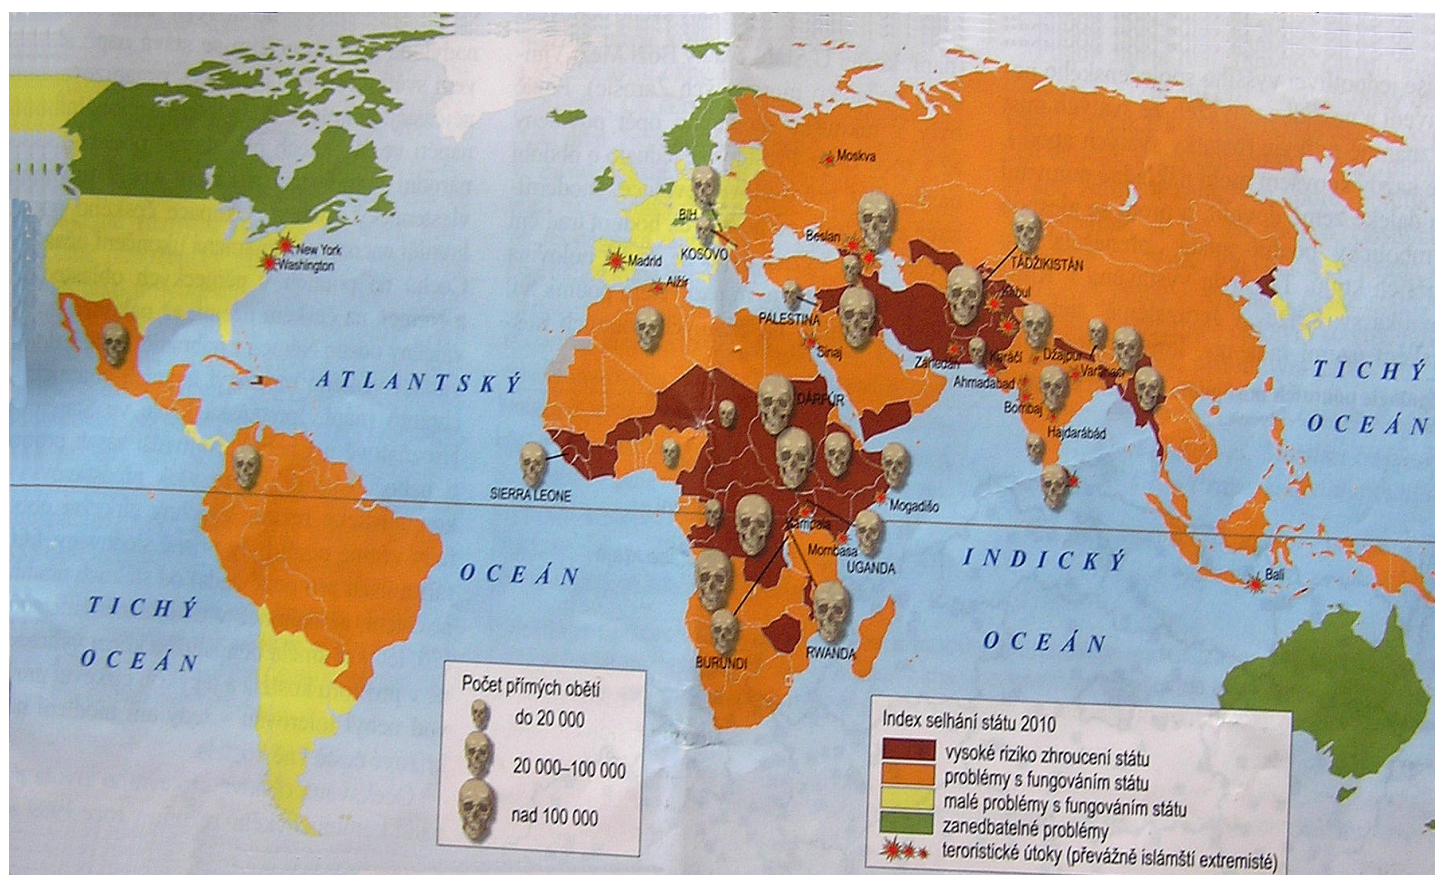 Moskva
New York
Washington
Madrid
BIH
KOSOVO
Alžír
Beslan
TÁDŽIKISTÁN
Kábul
PALESTINA
Sinaj
Záhedán
Karáčí
Džajpur
Ahmadabad
Bombaj
Hajdarábád
DÁRFÚR
ATLANTSKÝ
OCEÁN
TICHÝ
OCEÁN
SIERRA LEONE
Mogadišo
Kampala
Mombasa
UGANDA
INDICKÝ
OCEÁN
Bali
TICHÝ
OCEÁN
BURUNDI
RWANDA
Počet přímých obětí
do 20 000
20 000–100 000
nad 100 000
Index selhání státu 2010
vysoké riziko zhroucení státu
problémy s fungováním státu
malé problémy s fungováním státu
zanedbatelné problémy
teroristické útoky (převážně islámští extremisté)